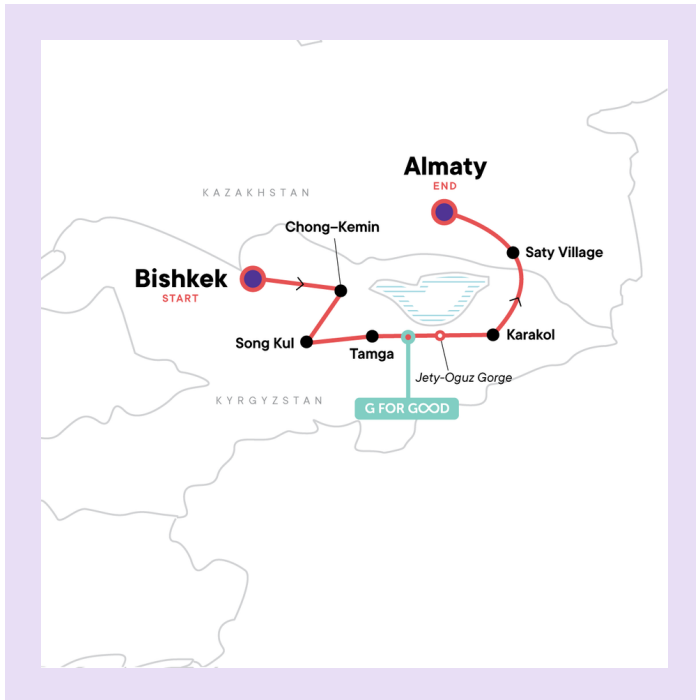 Almaty
END
KAZAKHSTAN
Chong–Kemin
Saty Village
Bishkek
START
Song Kul
Tamga
Karakol
Jety-Oguz Gorge
KYRGYZSTAN
G FOR GOOD